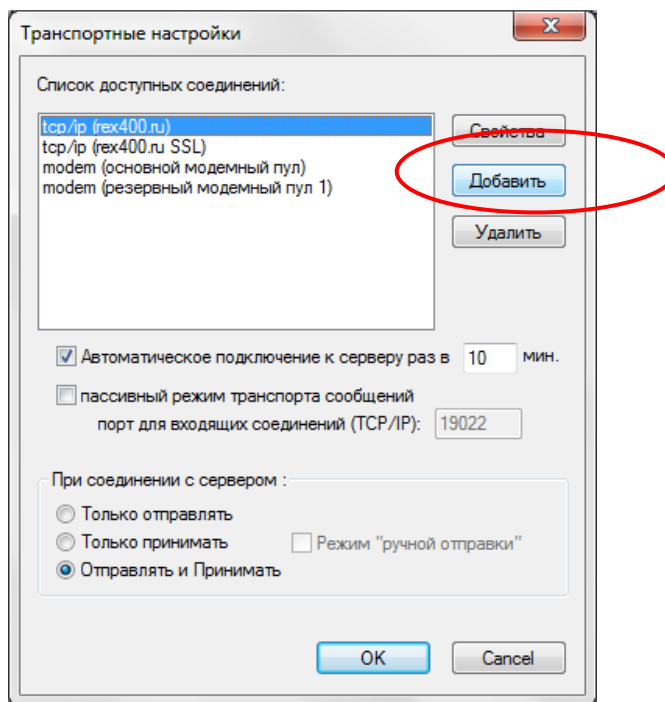 Транспортные настройки
Список доступных соединений:
tcp/ip (rex400.ru)
tcp/ip (rex400.ru SSL)
modem (основной модемный пул)
modem (резервный модемный пул 1)
Свойства
Добавить
Удалить
Автоматическое подключение к серверу раз в 10 мин.
пассивный режим транспорта сообщений
порт для входящих соединений (TCP/IP): 19022
При соединении с сервером :
Только отправлять
Только принимать Режим "ручной отправки"
Отправлять и Принимать
OK Cancel